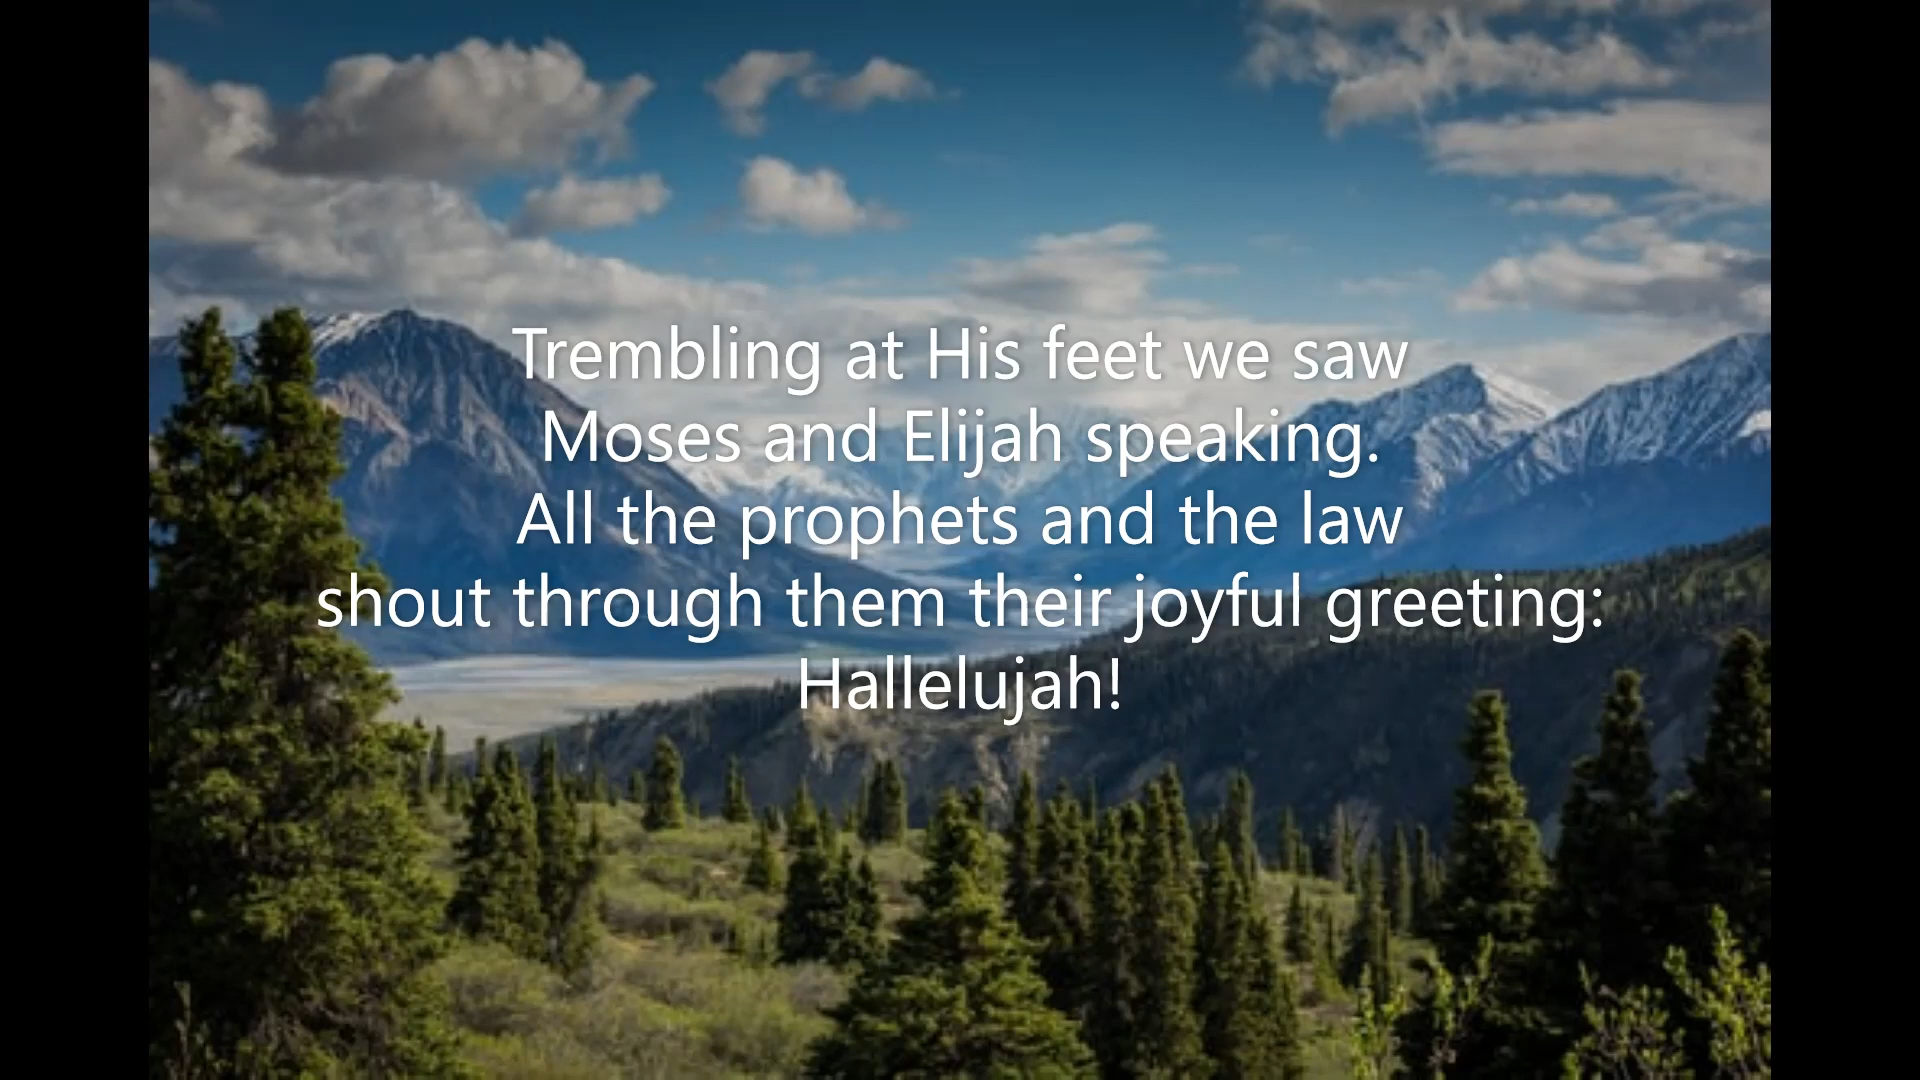 Trembling at His feet we saw
Moses and Elijah speaking.
All the prophets and the law
shout through them their joyful greeting:
Hallelujah!